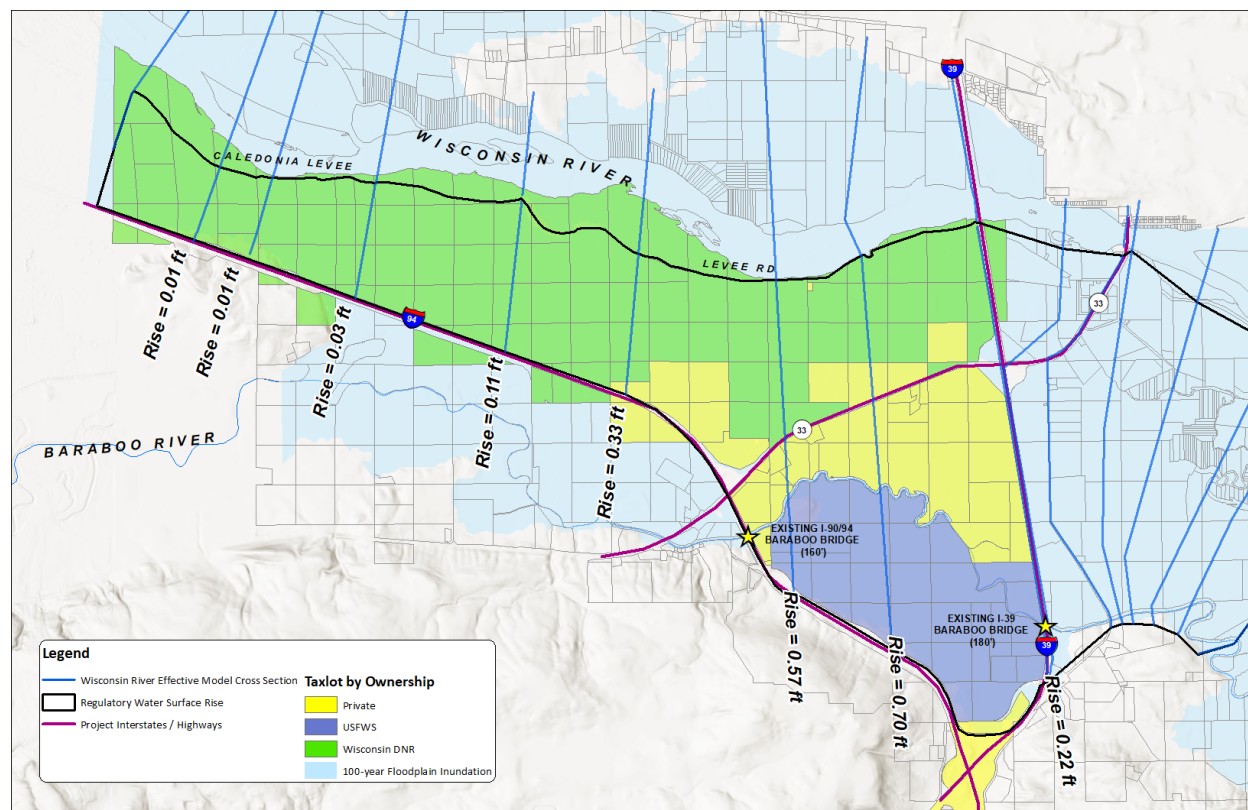 39
WISCONSIN RIVER
CALEDONIA LEVEE
LEVEE RD
33
94
33
Rise = 0.01 ft
Rise = 0.01 ft
Rise = 0.03 ft
Rise = 0.11 ft
Rise = 0.33 ft
BARABOO RIVER
EXISTING I-90/94
BARABOO BRIDGE
(160')
EXISTING I-39
BARABOO BRIDGE
(180')
39
Rise = 0.57 ft
Rise = 0.70 ft
Rise = 0.22 ft
Legend
Wisconsin River Effective Model Cross Section
Regulatory Water Surface Rise
Project Interstates / Highways
Taxlot by Ownership
Private
USFWS
Wisconsin DNR
100-year Floodplain Inundation